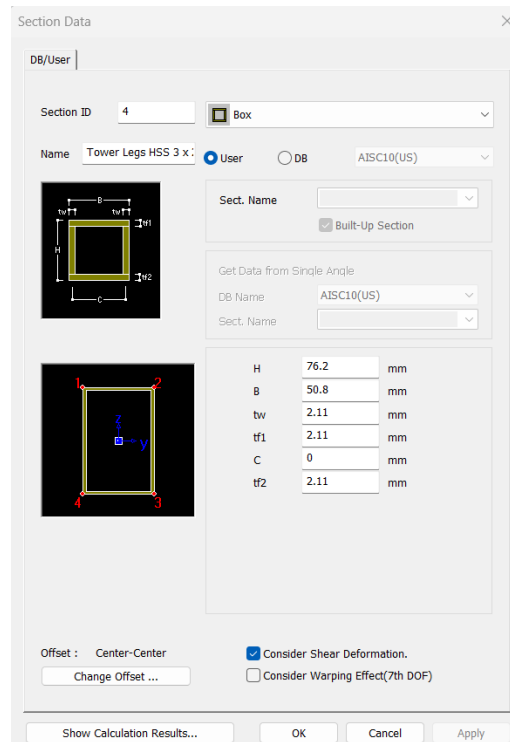 Section Data
DB/User
Section ID 4 Box
Name Tower Legs HSS 3 x User DB AISC10(US)
Sect. Name
Built-Up Section
Get Data from Single Angle
DB Name AISC10(US)
Sect. Name
B
tw tw
tf1
H
tf2
C
1 2
z
y
4 3
H 76.2 mm
B 50.8 mm
tw 2.11 mm
tf1 2.11 mm
C 0 mm
tf2 2.11 mm
Offset : Center-Center
Change Offset ...
Consider Shear Deformation.
Consider Warping Effect(7th DOF)
Show Calculation Results... OK Cancel Apply